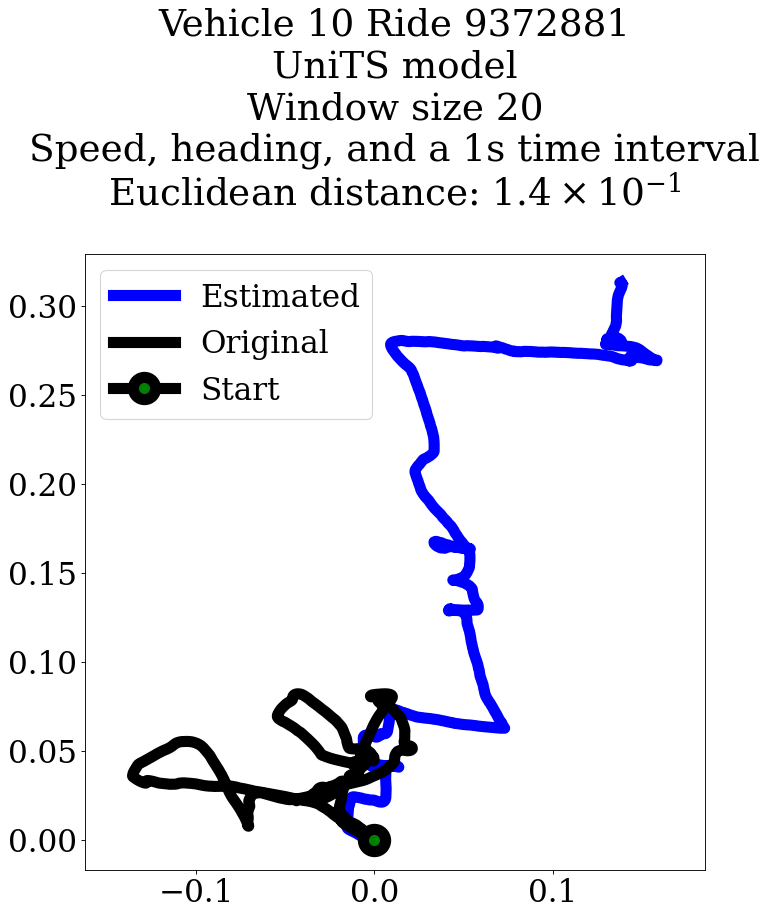 Vehicle 10 Ride 9372881
UniTS model
Window size 20
Speed, heading, and a 1s time interval
Euclidean distance: 1.4 × 10⁻¹
Estimated
Original
Start
0.30
0.25
0.20
0.15
0.10
0.05
0.00
−0.1
0.0
0.1